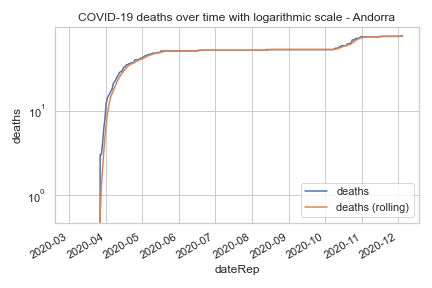 COVID-19 deaths over time with logarithmic scale - Andorra
deaths
10¹
10⁰
deaths
deaths (rolling)
2020-03
2020-04
2020-05
2020-06
2020-07
2020-08
2020-09
2020-10
2020-11
2020-12
dateRep